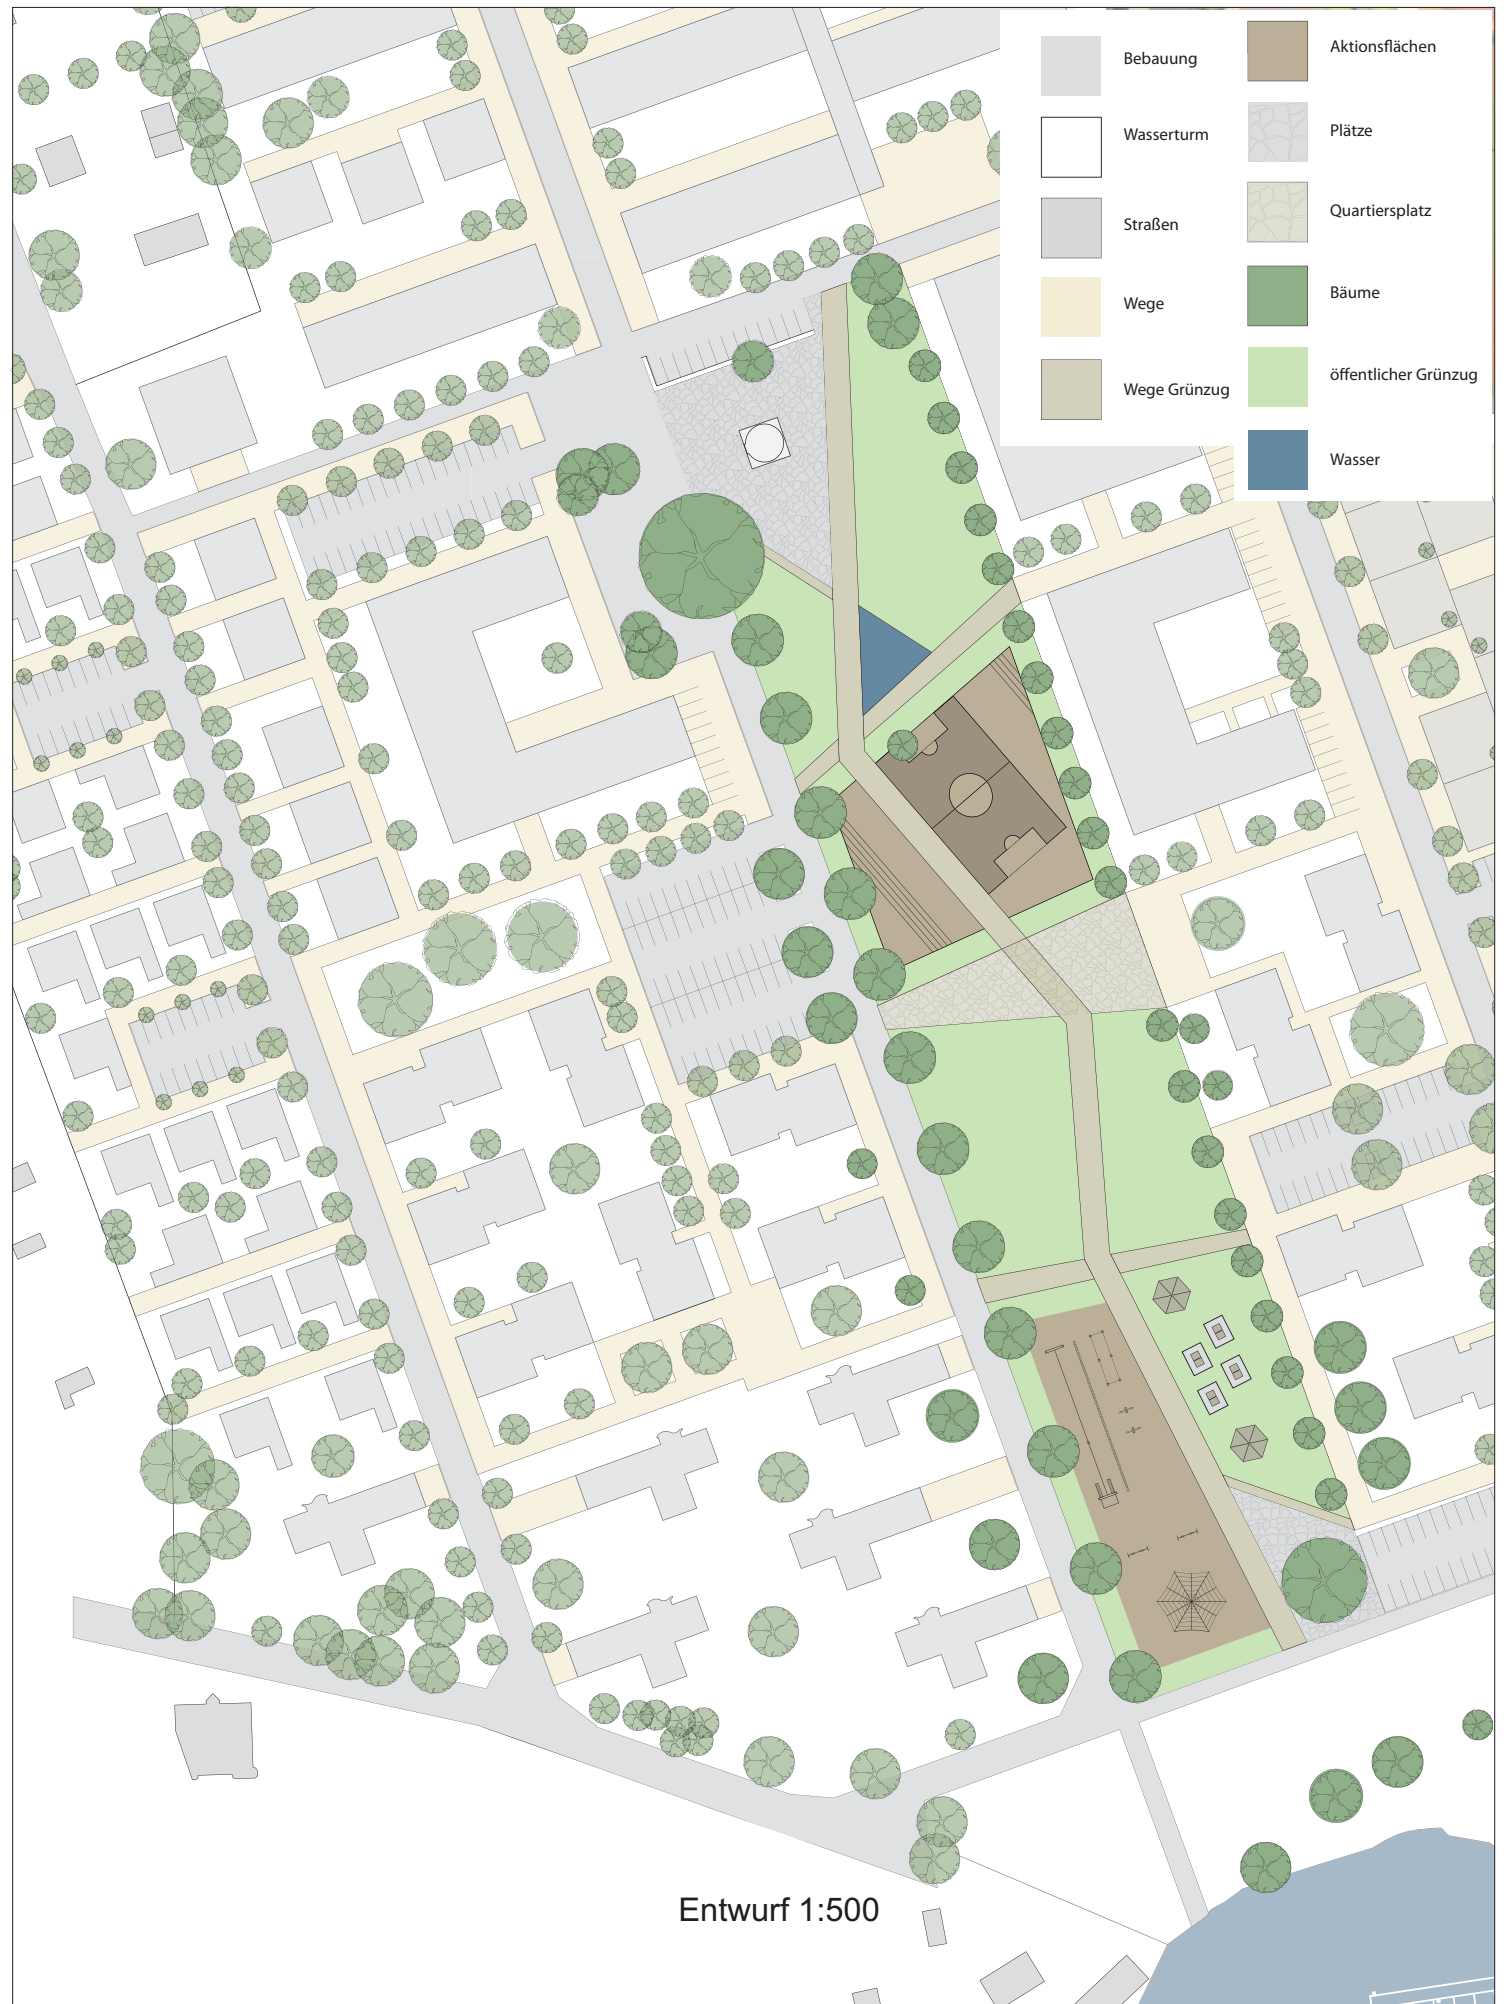 Bebauung
Wasserturm
Straßen
Wege
Wege Grünzug
Aktionsflächen
Plätze
Quartiersplatz
Bäume
öffentlicher Grünzug
Wasser
Entwurf 1:500